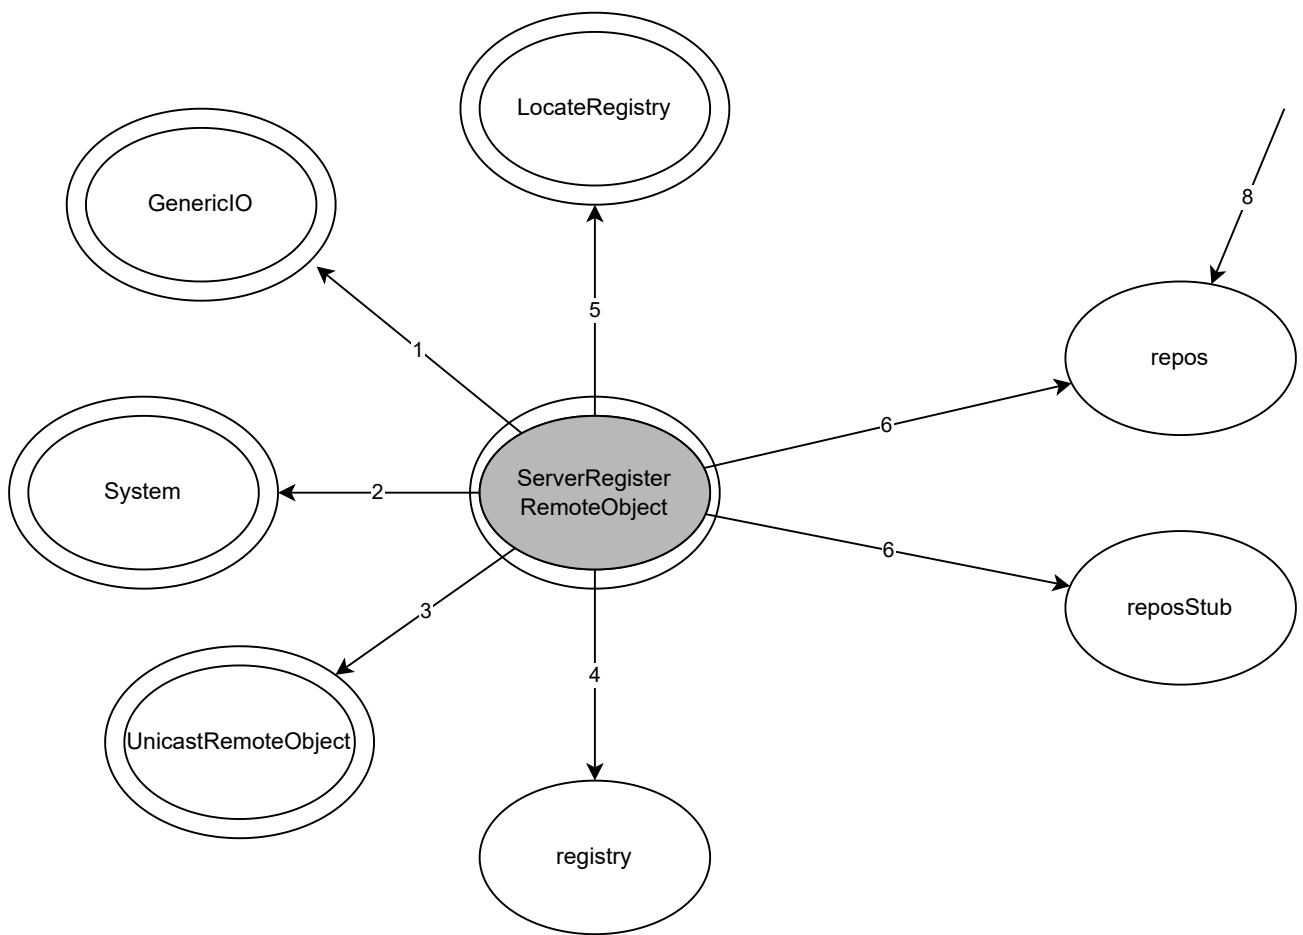 LocateRegistry
GenericIO
8
5
1
repos
6
ServerRegister
RemoteObject
System
2
6
reposStub
3
4
UnicastRemoteObject
registry